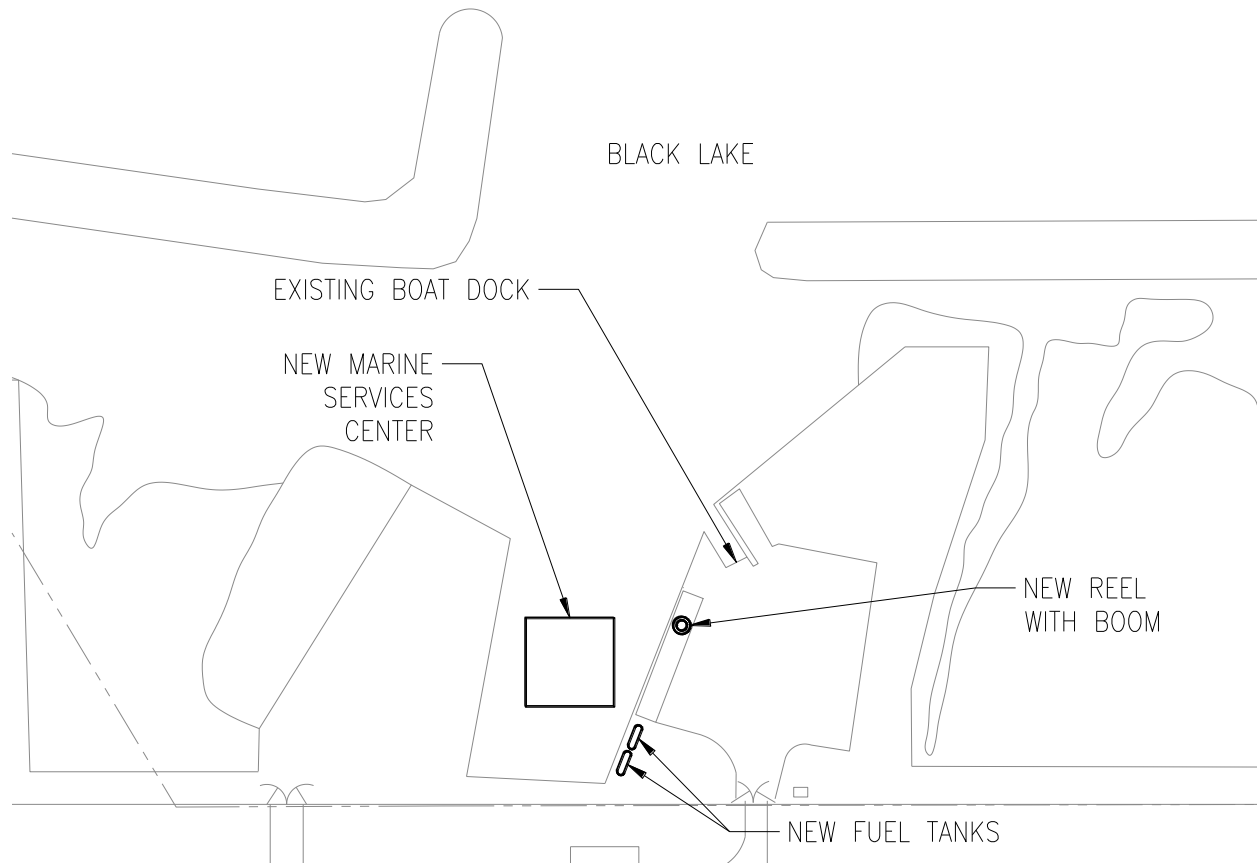 BLACK LAKE
EXISTING BOAT DOCK
NEW MARINE
SERVICES
CENTER
NEW REEL
WITH BOOM
NEW FUEL TANKS